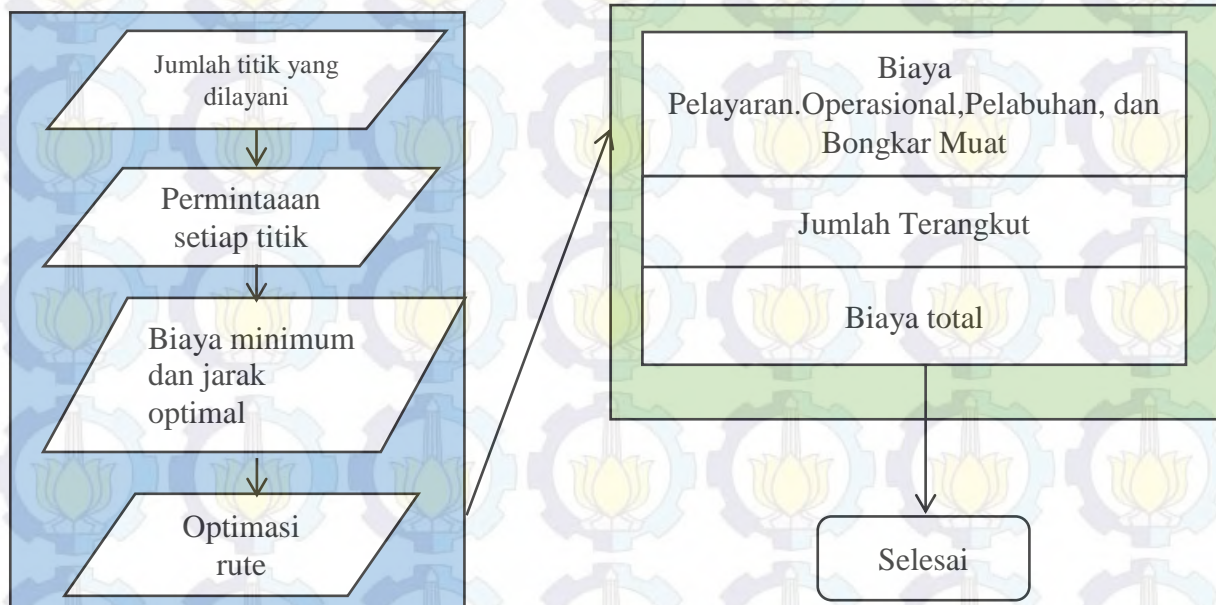 Jumlah titik yang
dilayani
Permintaaan
setiap titik
Biaya minimum
dan jarak
optimal
Optimasi
rute
Biaya
Pelayaran.Operasional,Pelabuhan, dan
Bongkar Muat
Jumlah Terangkut
Biaya total
Selesai